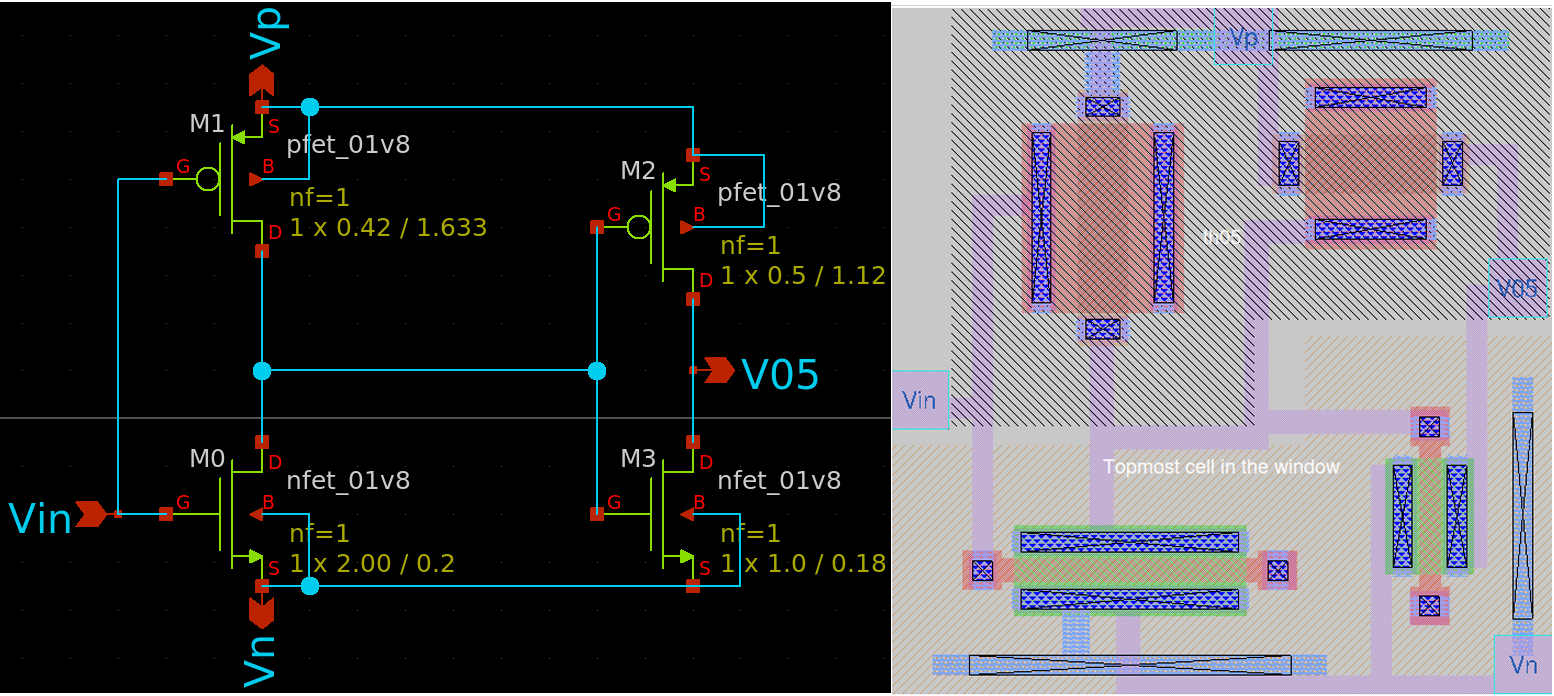 Vp
M1
S
pfet_01v8
G
B
nf=1
D
1 x 0.42 / 1.633
M2
S
pfet_01v8
G
B
nf=1
D
1 x 0.5 / 1.12
V05
M0
D
nfet_01v8
Vin
G
B
nf=1
S
1 x 2.00 / 0.2
Vn
M3
D
nfet_01v8
G
B
nf=1
S
1 x 1.0 / 0.18
Vp
th05
V05
Vin
Topmost cell in the window
Vn